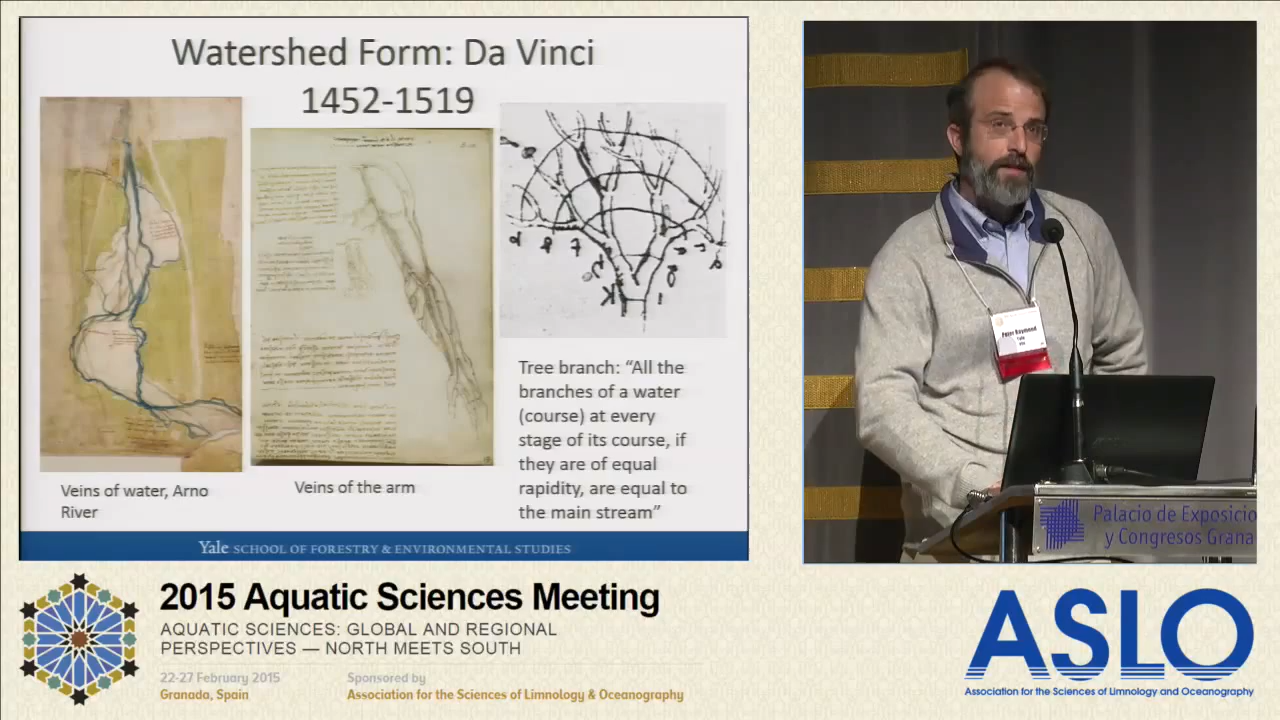 Watershed Form: Da Vinci
1452-1519
Veins of water, Arno
River
Veins of the arm
Tree branch: “All the
branches of a water
(course) at every
stage of its course, if
they are of equal
rapidity, are equal to
the main stream”
Yale SCHOOL OF FORESTRY & ENVIRONMENTAL STUDIES
Peter Raymond
Palacio de Exposicio
y Congresos Grana
2015 Aquatic Sciences Meeting
AQUATIC SCIENCES: GLOBAL AND REGIONAL
PERSPECTIVES — NORTH MEETS SOUTH
22-27 February 2015
Granada, Spain
Sponsored by
Association for the Sciences of Limnology & Oceanography
ASLO
Association for the Sciences of Limnology and Oceanography